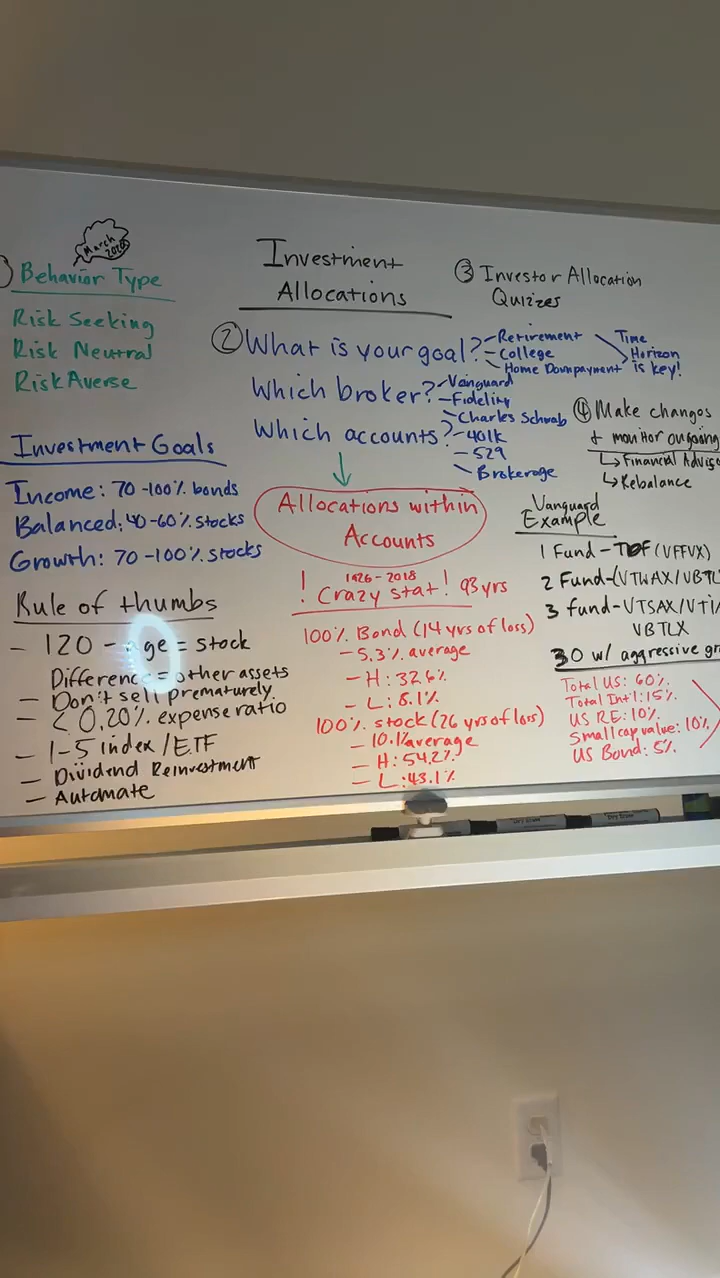 March 2020
1) Behavior Type
Risk Seeking
Risk Neutral
Risk Averse
Investment Goals
Income: 70-100% bonds
Balanced: 40-60% stocks
Growth: 70-100% stocks
Rule of thumbs
- 120 - age = stock
Difference = other assets
- Don't sell prematurely
- < 0.20% expense ratio
- 1-5 index/ETF
- Dividend Reinvestment
- Automate
Investment
Allocations
② What is your goal?
- Retirement
- College
- Home Downpayment
Time
Horizon
is key!
Which broker?
- Vanguard
- Fidelity
- Charles Schwab
Which accounts?
- 401k
- 529
- Brokerage
Allocations within
Accounts
1926-2018
! Crazy stat! 93 yrs
100% Bond (14 yrs of loss)
- 5.3% average
- H: 32.6%
- L: 8.1%
100% stock (26 yrs of loss)
- 10.1% average
- H: 54.2%
- L: 43.1%
③ Investor Allocation
Quizes
④ Make changes
+ monitor ongoing
↳ Financial
↳ Rebalance
Vanguard
Example
1 Fund - TDF (VFFVX)
2 Fund - (VTWAX/
3 fund - VTSAX/
VBTLX
30 w/ aggressive
Total US: 60%
Total Int'l: 15%
US RE: 10%
Small cap value: 10%
US Bond: 5%
Dry Erase
Dry Erase